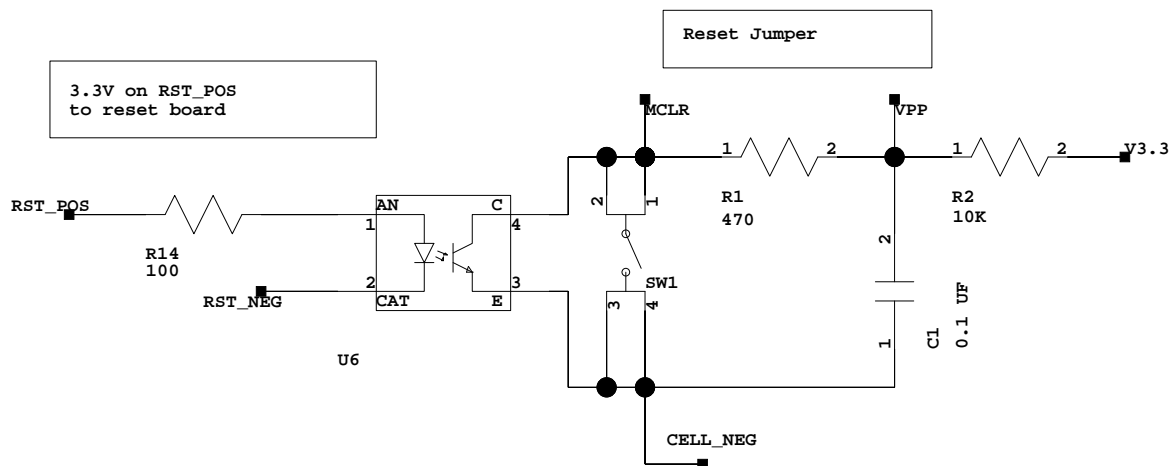 Reset Jumper
3.3V on RST_POS
to reset board
MCLR
VPP
1
2
1
2
V3.3
2
1
R1
470
R2
10K
RST_POS
AN
C
1
4
R14
100
2
SW1
2
3
RST_NEG
CAT
E
3
4
0.1 UF
C1
1
U6
CELL_NEG